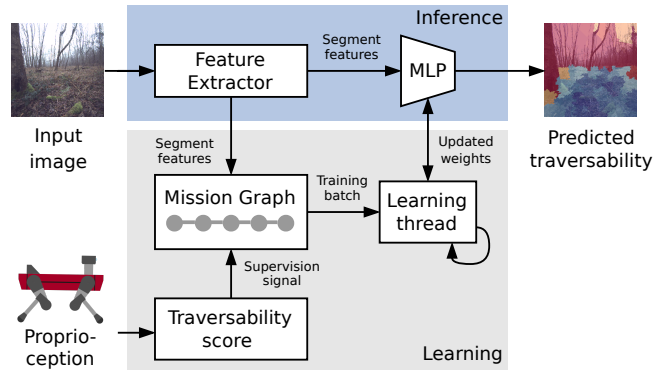 Inference
Feature
Extractor
Segment
features
MLP
Input
image
Predicted
traversability
Segment
features
Updated
weights
Mission Graph
Training
batch
Learning
thread
Supervision
signal
Proprio-
ception
Traversability
score
Learning